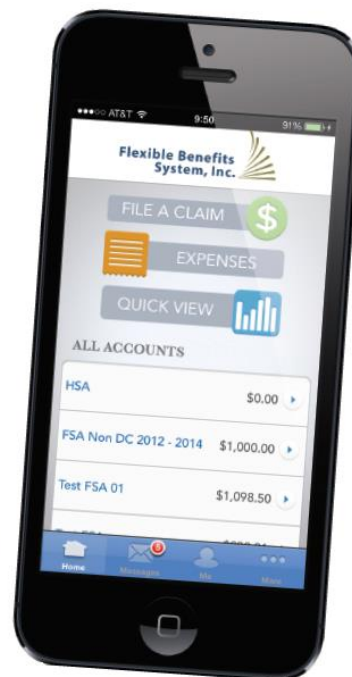 AT&T 9:50 91%
Flexible Benefits
System, Inc.
FILE A CLAIM $
EXPENSES
QUICK VIEW
ALL ACCOUNTS
HSA $0.00
FSA Non DC 2012 - 2014 $1,000.00
Test FSA 01 $1,098.50
Home Messages Me More